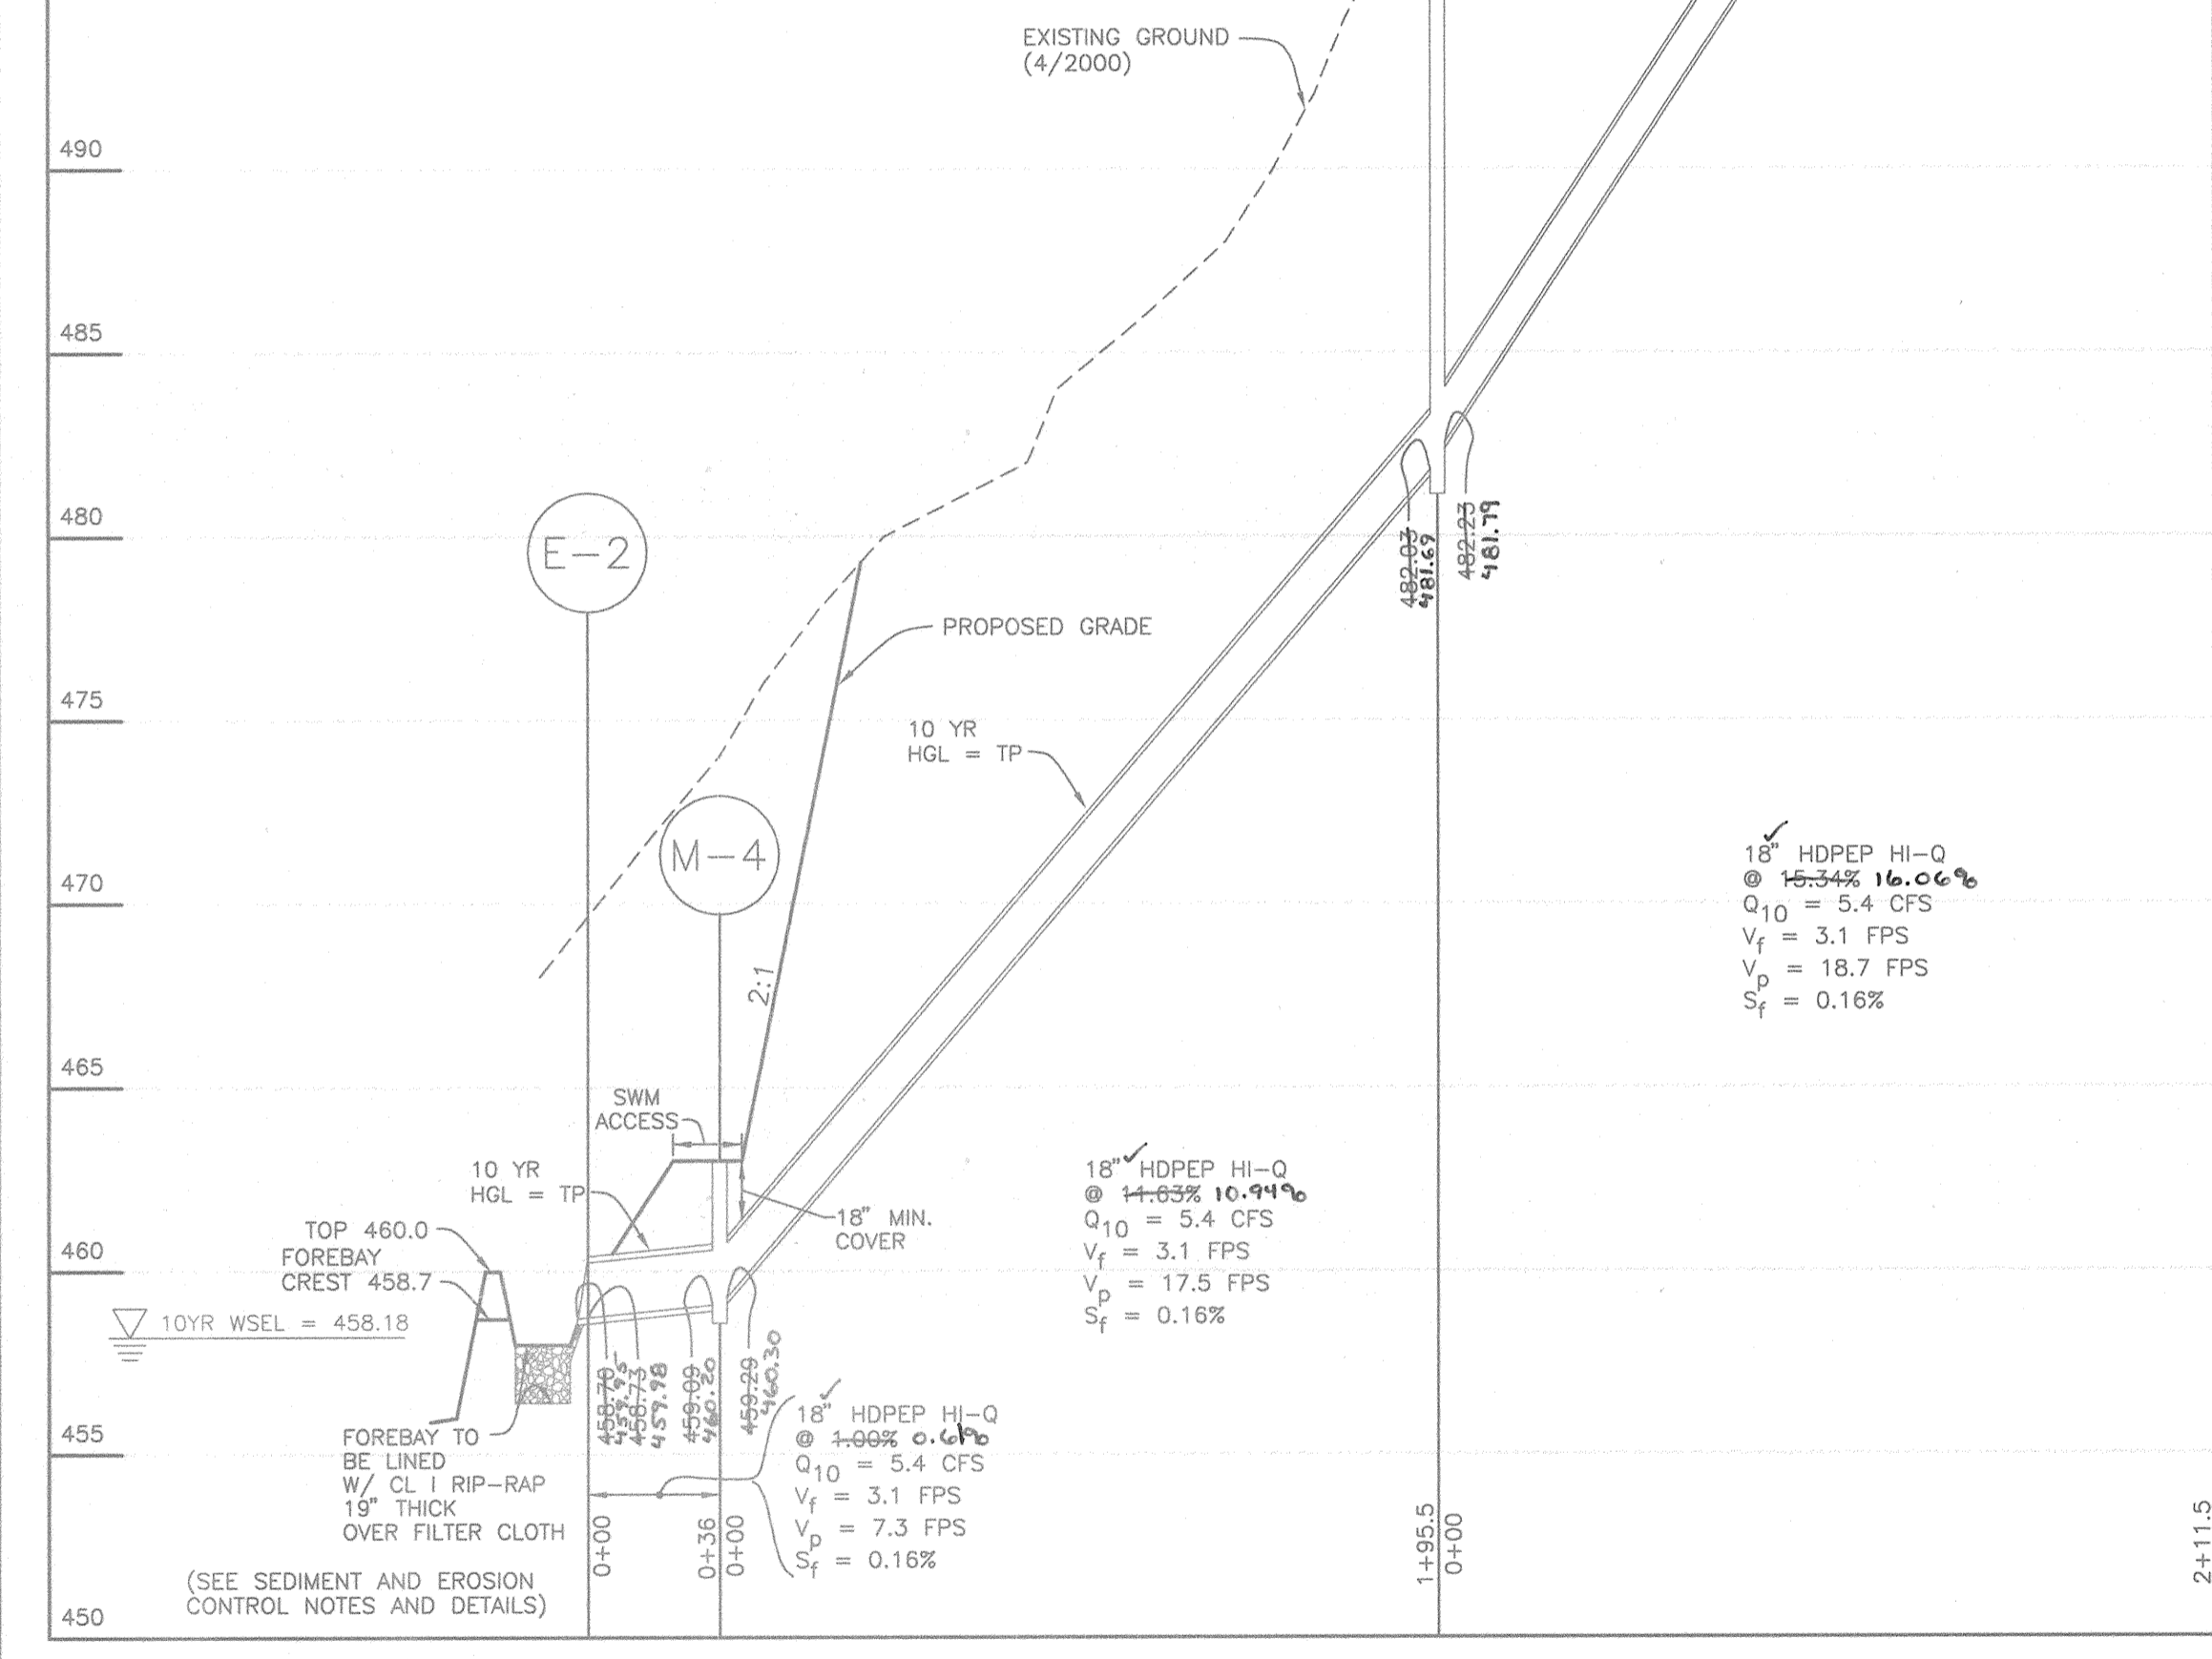 EXISTING GROUND
(4/2000)
490
485
480
475
470
465
460
455
450
E-2
M-4
PROPOSED GRADE
10 YR
HGL = TP
2:1
482.03
481.69
482.23
481.79
18" HDPEP HI-Q
@ 15.34% 16.06%
Q10 = 5.4 CFS
Vf = 3.1 FPS
Vp = 18.7 FPS
Sf = 0.16%
SWM
ACCESS
10 YR
HGL = TP
18" MIN.
COVER
TOP 460.0
FOREBAY
CREST 458.7
10YR WSEL = 458.18
18" HDPEP HI-Q
@ 11.63% 10.94%
Q10 = 5.4 CFS
Vf = 3.1 FPS
Vp = 17.5 FPS
Sf = 0.16%
458.70
459.95
458.73
459.98
459.09
460.20
459.29
460.30
18" HDPEP HI-Q
@ 1.00% 0.61%
Q10 = 5.4 CFS
Vf = 3.1 FPS
Vp = 7.3 FPS
Sf = 0.16%
FOREBAY TO
BE LINED
W/ CL I RIP-RAP
19" THICK
OVER FILTER CLOTH
(SEE SEDIMENT AND EROSION
CONTROL NOTES AND DETAILS)
0+00
0+36
0+00
1+95.5
0+00
2+11.5